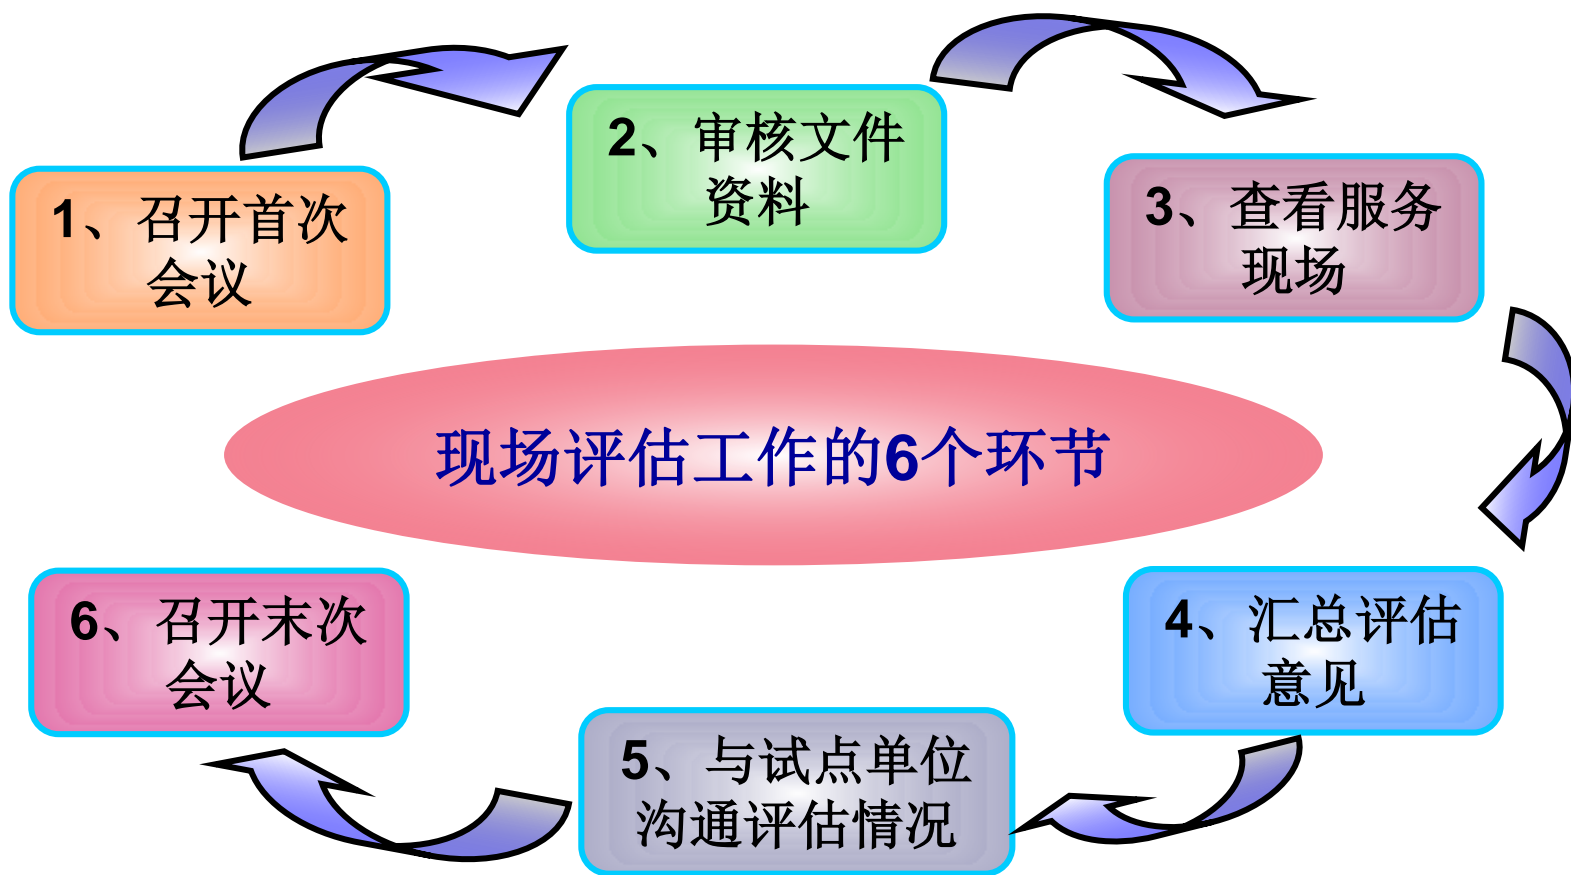 1、召开首次
会议
2、审核文件
资料
3、查看服务
现场
现场评估工作的6个环节
4、汇总评估
意见
5、与试点单位
沟通评估情况
6、召开末次
会议